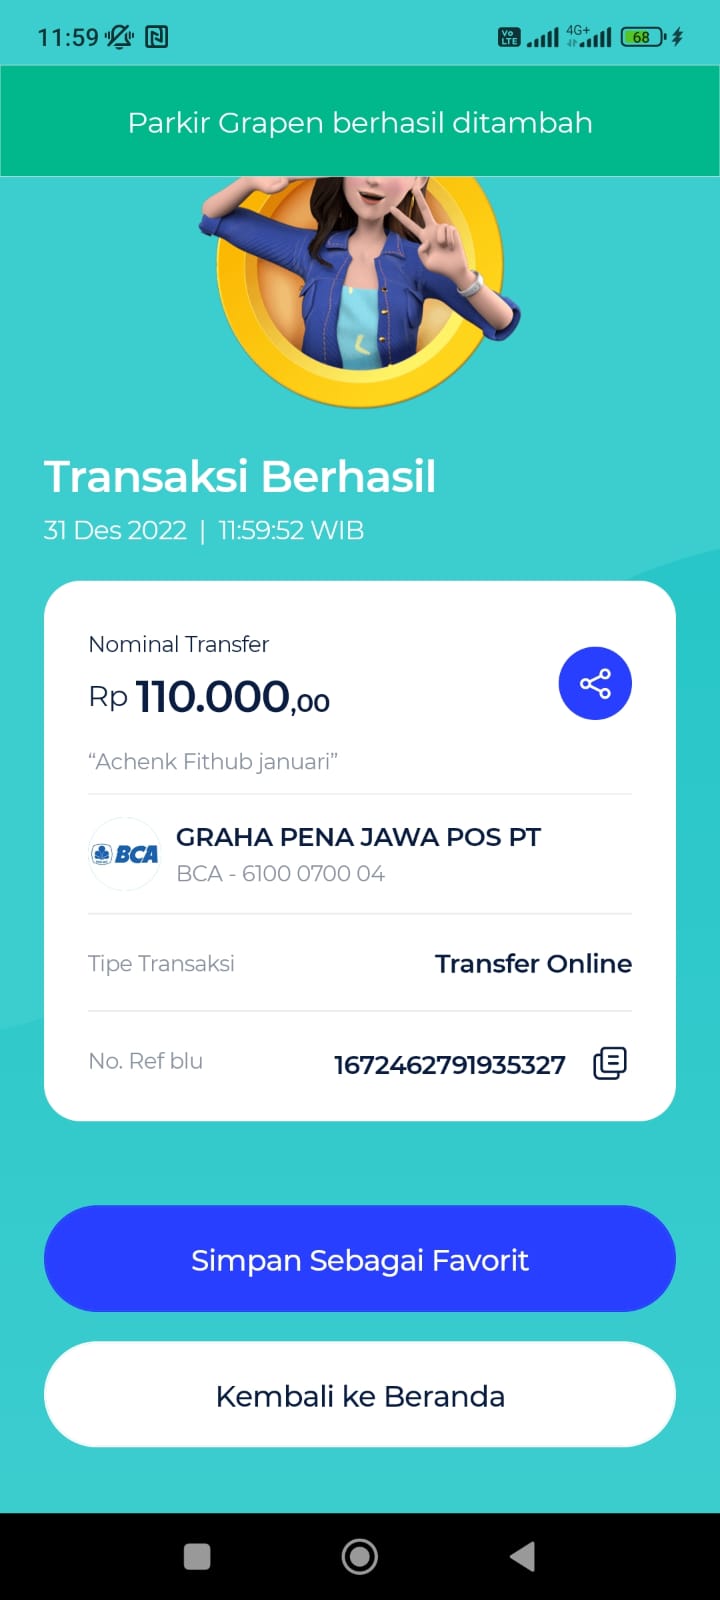 11:59
Vo LTE
4G+
68
Parkir Grapen berhasil ditambah
Transaksi Berhasil
31 Des 2022 | 11:59:52 WIB
Nominal Transfer
Rp 110.000,00
“Achenk Fithub januari”
BCA
GRAHA PENA JAWA POS PT
BCA - 6100 0700 04
Tipe Transaksi
Transfer Online
No. Ref blu
1672462791935327
Simpan Sebagai Favorit
Kembali ke Beranda